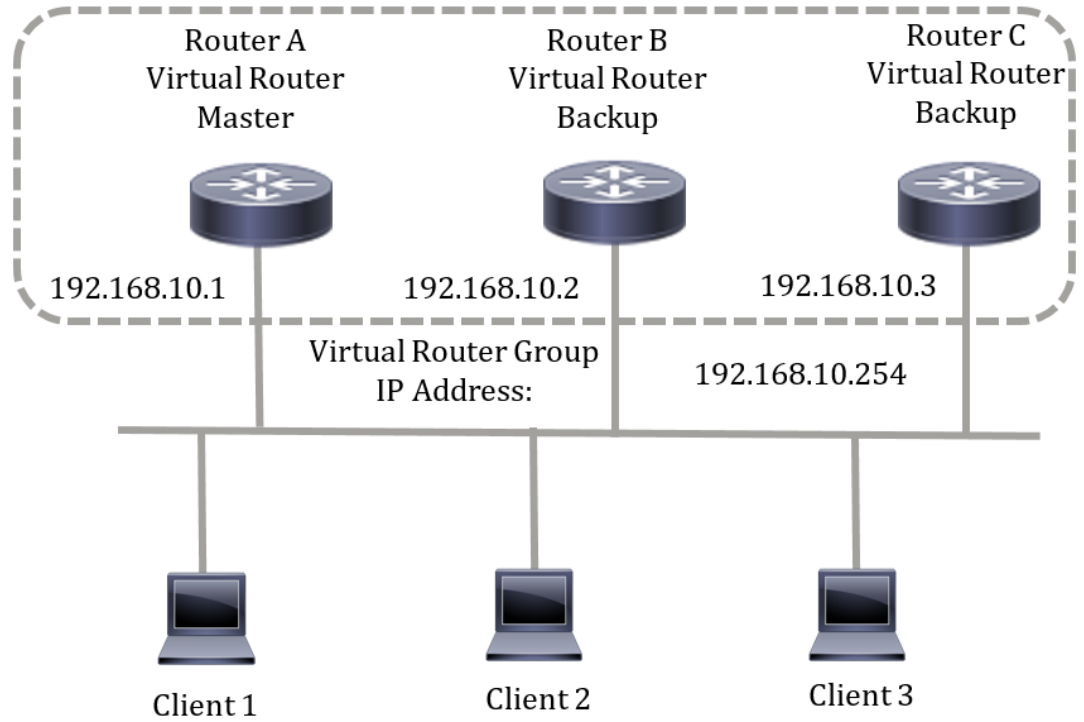 Router A
Virtual Router
Master
Router B
Virtual Router
Backup
Router C
Virtual Router
Backup
192.168.10.1
192.168.10.2
192.168.10.3
Virtual Router Group
IP Address:
192.168.10.254
Client 1
Client 2
Client 3